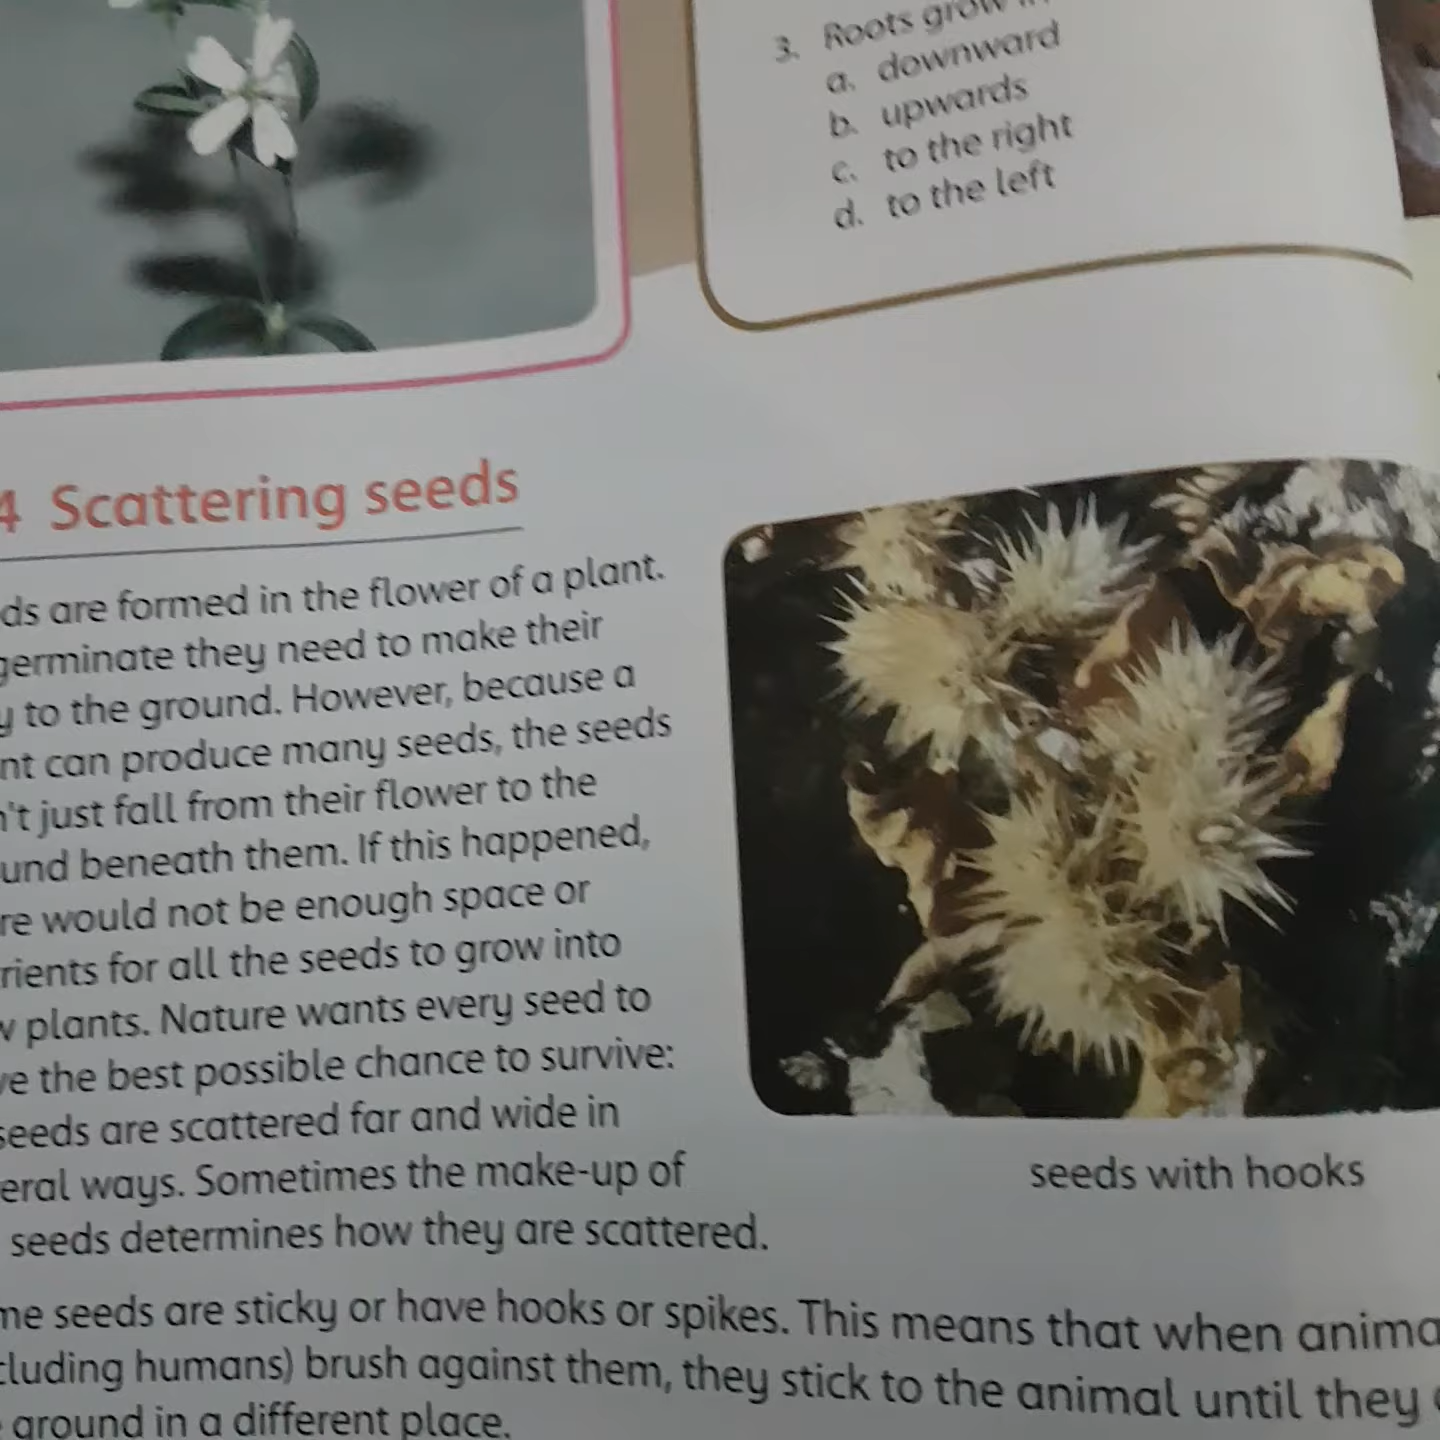 3. Roots grow
a. downward
b. upwards
c. to the right
d. to the left
4 Scattering seeds
ds are formed in the flower of a plant.
germinate they need to make their
y to the ground. However, because a
nt can produce many seeds, the seeds
n't just fall from their flower to the
und beneath them. If this happened,
re would not be enough space or
rients for all the seeds to grow into
w plants. Nature wants every seed to
ve the best possible chance to survive:
seeds are scattered far and wide in
eral ways. Sometimes the make-up of
seeds determines how they are scattered.
seeds with hooks
me seeds are sticky or have hooks or spikes. This means that when anima
cluding humans) brush against them, they stick to the animal until they
ground in a different place.